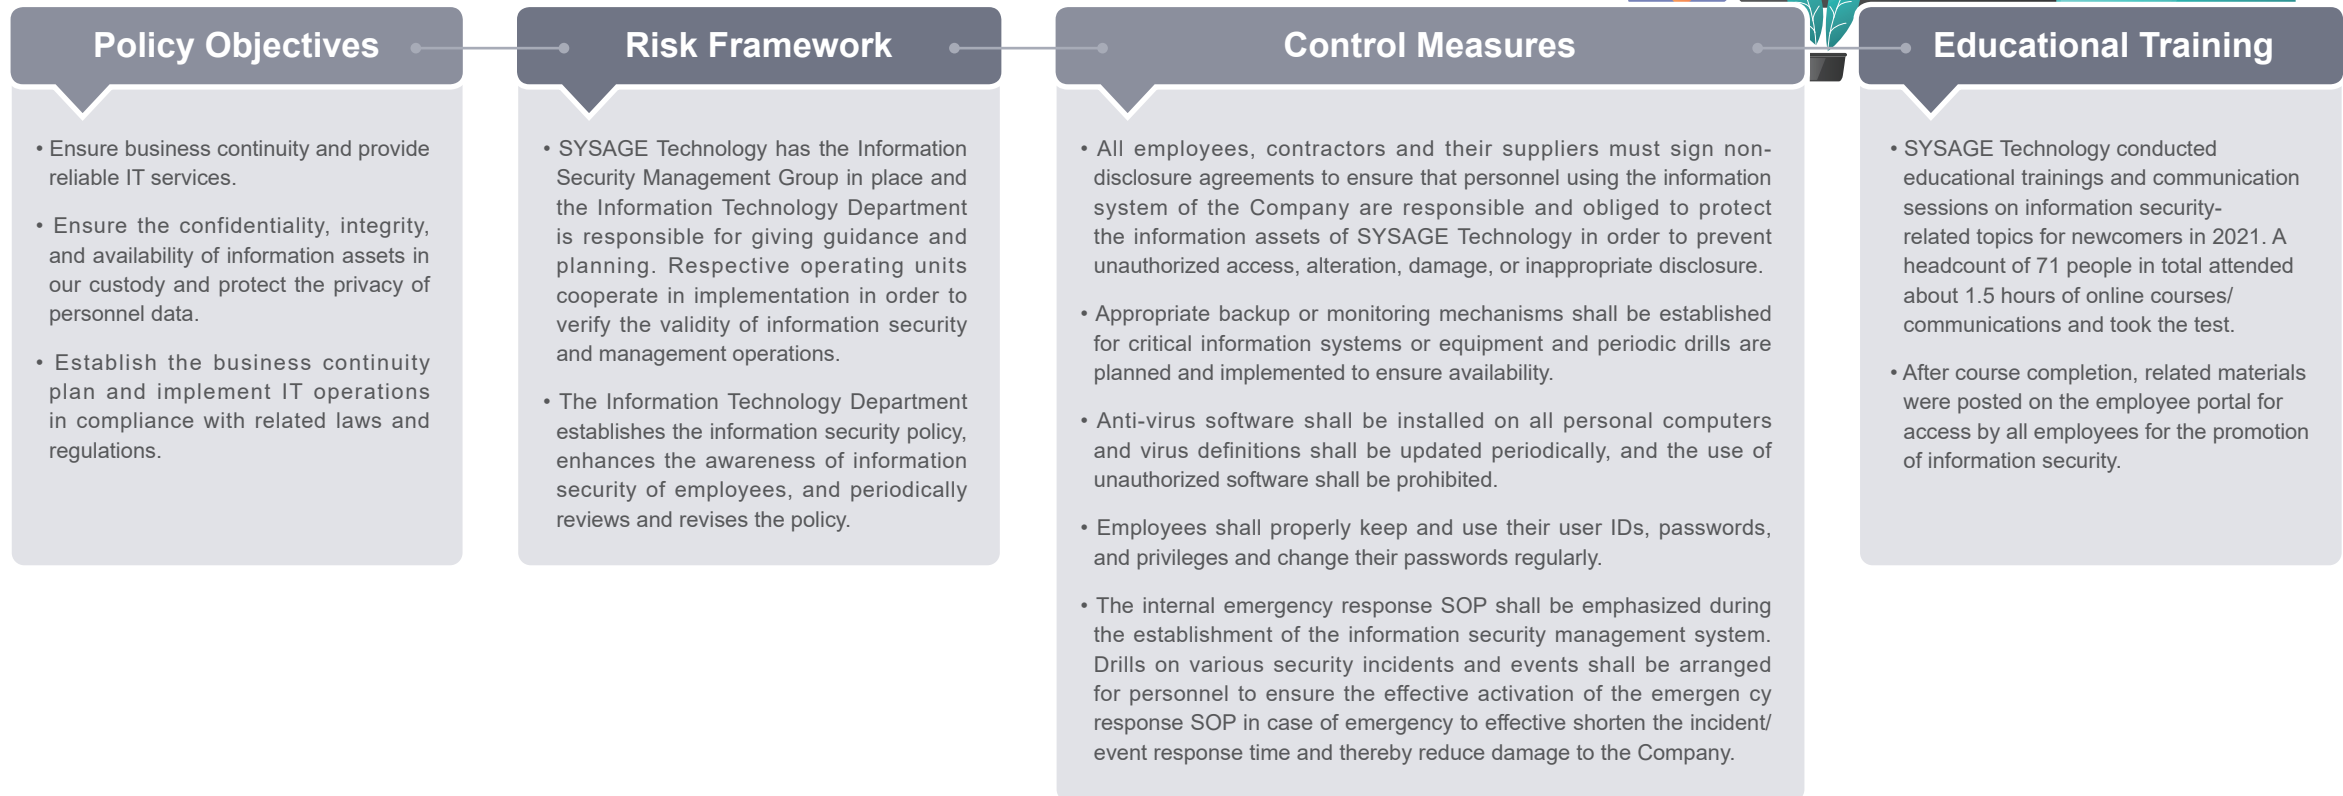 Policy Objectives
• Ensure business continuity and provide
reliable IT services.
• Ensure the confidentiality, integrity,
and availability of information assets in
our custody and protect the privacy of
personnel data.
• Establish the business continuity
plan and implement IT operations
in compliance with related laws and
regulations.
Risk Framework
• SYSAGE Technology has the Information
Security Management Group in place and
the Information Technology Department
is responsible for giving guidance and
planning. Respective operating units
cooperate in implementation in order to
verify the validity of information security
and management operations.
• The Information Technology Department
establishes the information security policy,
enhances the awareness of information
security of employees, and periodically
reviews and revises the policy.
Control Measures
• All employees, contractors and their suppliers must sign non-
disclosure agreements to ensure that personnel using the information
system of the Company are responsible and obliged to protect
the information assets of SYSAGE Technology in order to prevent
unauthorized access, alteration, damage, or inappropriate disclosure.
• Appropriate backup or monitoring mechanisms shall be established
for critical information systems or equipment and periodic drills are
planned and implemented to ensure availability.
• Anti-virus software shall be installed on all personal computers
and virus definitions shall be updated periodically, and the use of
unauthorized software shall be prohibited.
• Employees shall properly keep and use their user IDs, passwords,
and privileges and change their passwords regularly.
• The internal emergency response SOP shall be emphasized during
the establishment of the information security management system.
Drills on various security incidents and events shall be arranged
for personnel to ensure the effective activation of the emergen cy
response SOP in case of emergency to effective shorten the incident/
event response time and thereby reduce damage to the Company.
Educational Training
• SYSAGE Technology conducted
educational trainings and communication
sessions on information security-
related topics for newcomers in 2021. A
headcount of 71 people in total attended
about 1.5 hours of online courses/
communications and took the test.
• After course completion, related materials
were posted on the employee portal for
access by all employees for the promotion
of information security.